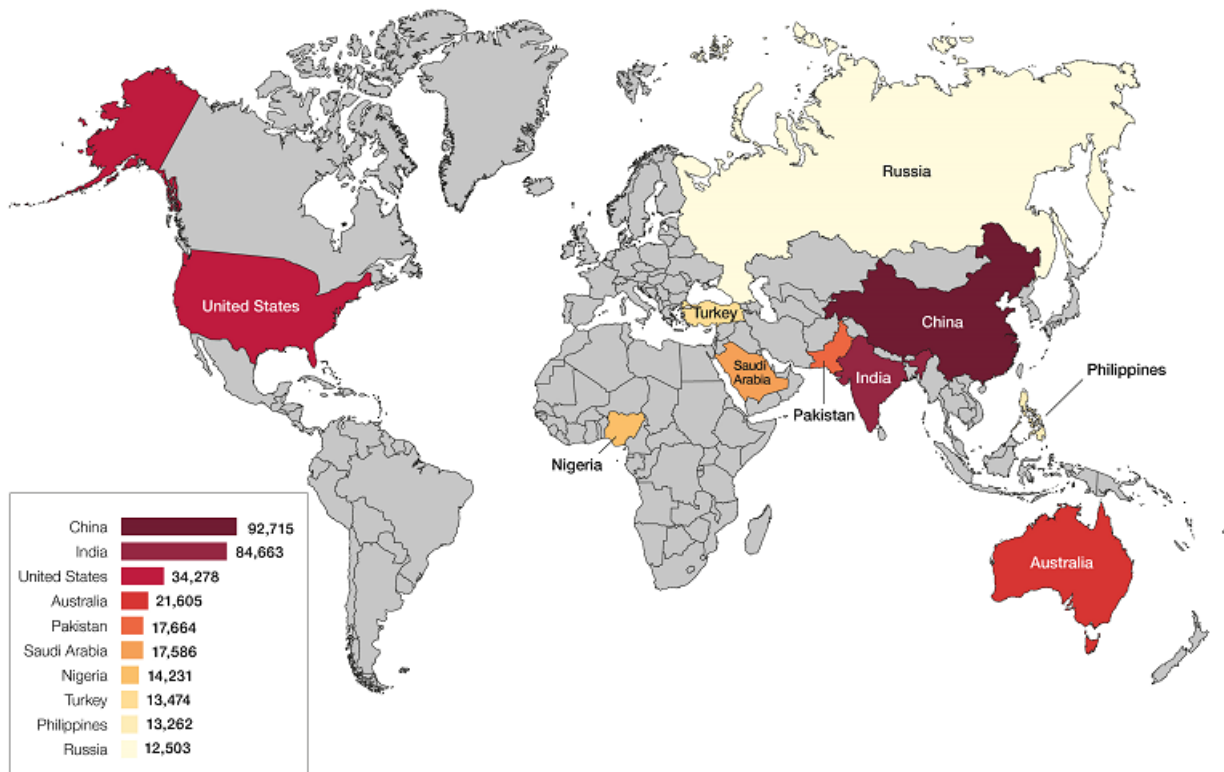 Russia
United States
Turkey
China
Saudi
Arabia
India
Philippines
Pakistan
Nigeria
Australia
China 92,715
India 84,663
United States 34,278
Australia 21,605
Pakistan 17,664
Saudi Arabia 17,586
Nigeria 14,231
Turkey 13,474
Philippines 13,262
Russia 12,503